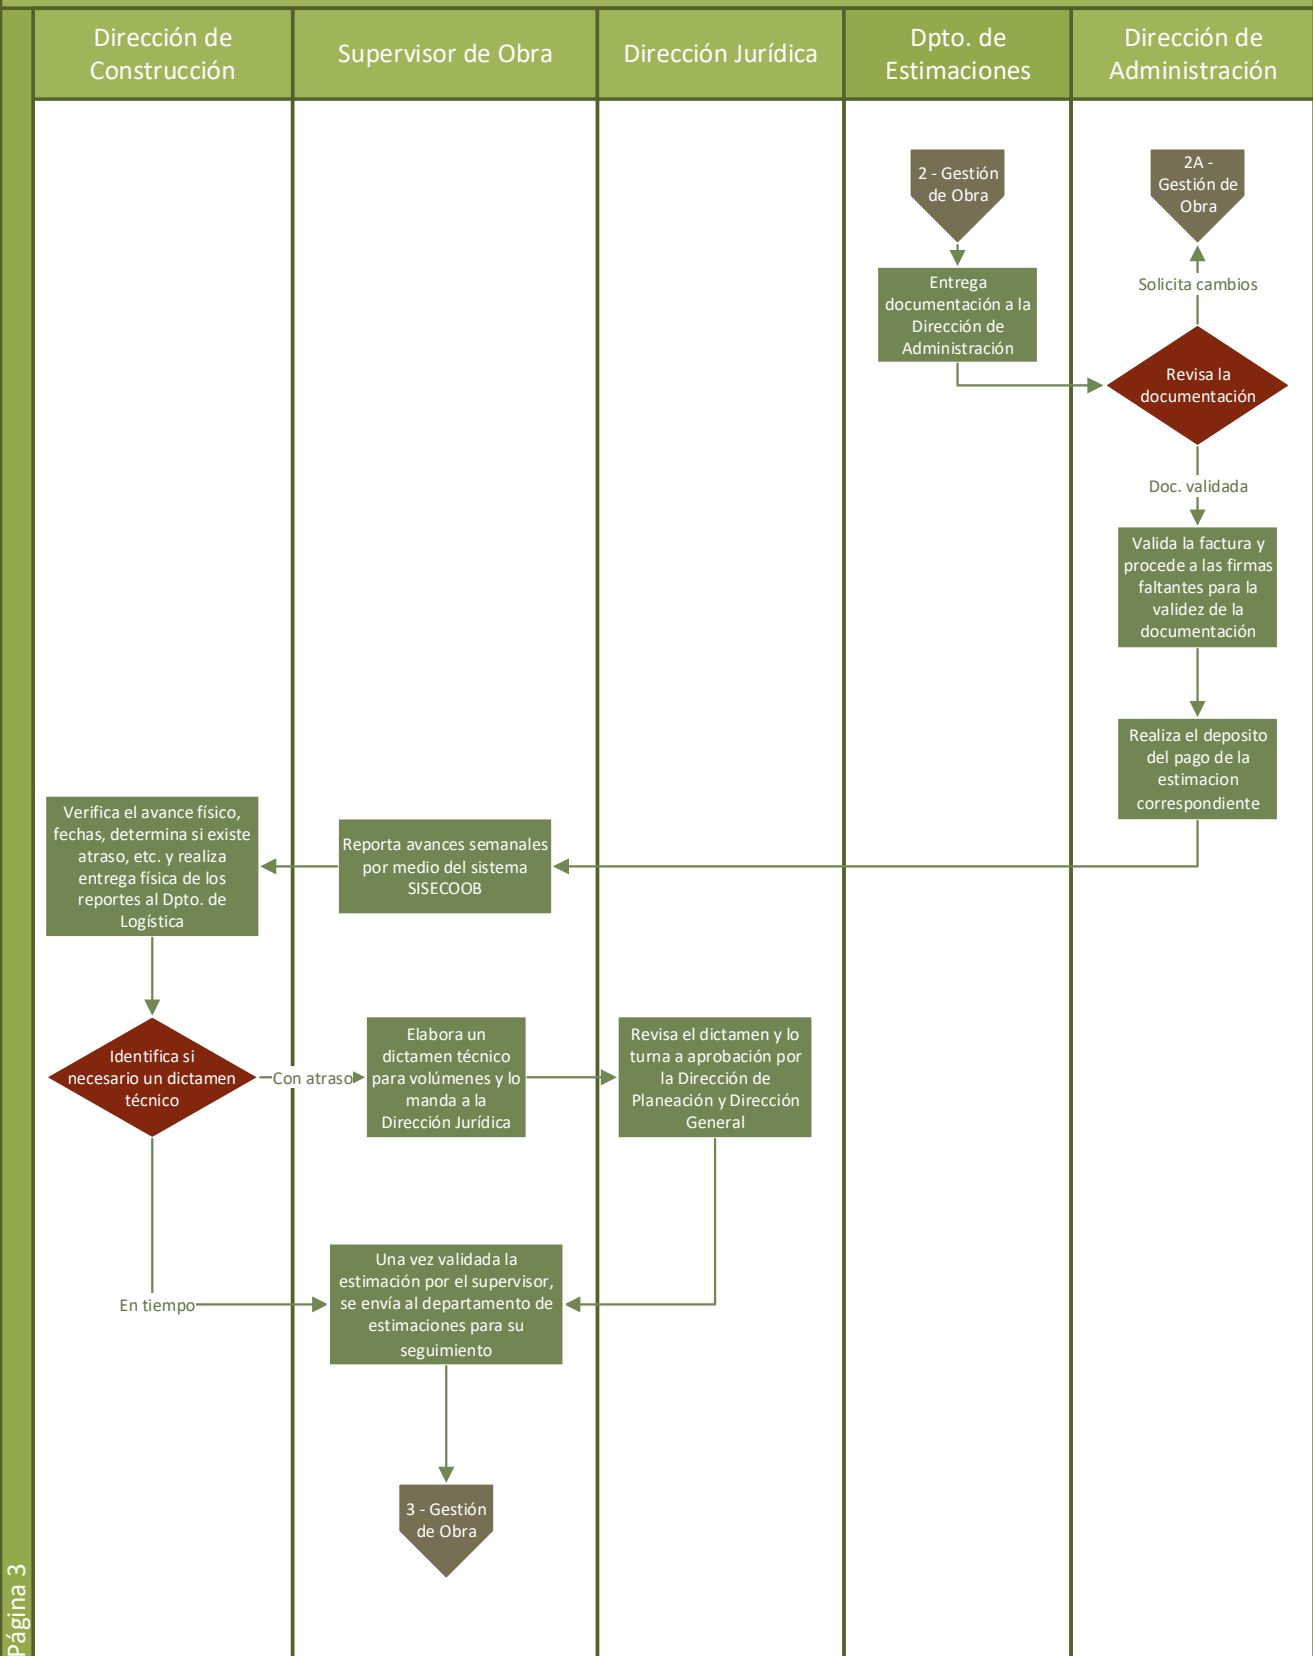 Dirección de
Construcción
Supervisor de Obra
Dirección Jurídica
Dpto. de
Estimaciones
Dirección de
Administración
2 - Gestión
de Obra
2A -
Gestión de
Obra
Entrega
documentación a la
Dirección de
Administración
Solicita cambios
Revisa la
documentación
Doc. validada
Valida la factura y
procede a las firmas
faltantes para la
validez de la
documentación
Realiza el deposito
del pago de la
estimacion
correspondiente
Verifica el avance físico,
fechas, determina si existe
atraso, etc. y realiza
entrega física de los
reportes al Dpto. de
Logística
Reporta avances semanales
por medio del sistema
SISECOOB
Identifica si
necesario un dictamen
técnico
Con atraso
Elabora un
dictamen técnico
para volúmenes y lo
manda a la
Dirección Jurídica
Revisa el dictamen y lo
turna a aprobación por
la Dirección de
Planeación y Dirección
General
En tiempo
Una vez validada la
estimación por el supervisor,
se envía al departamento de
estimaciones para su
seguimiento
3 - Gestión
de Obra
Página 3